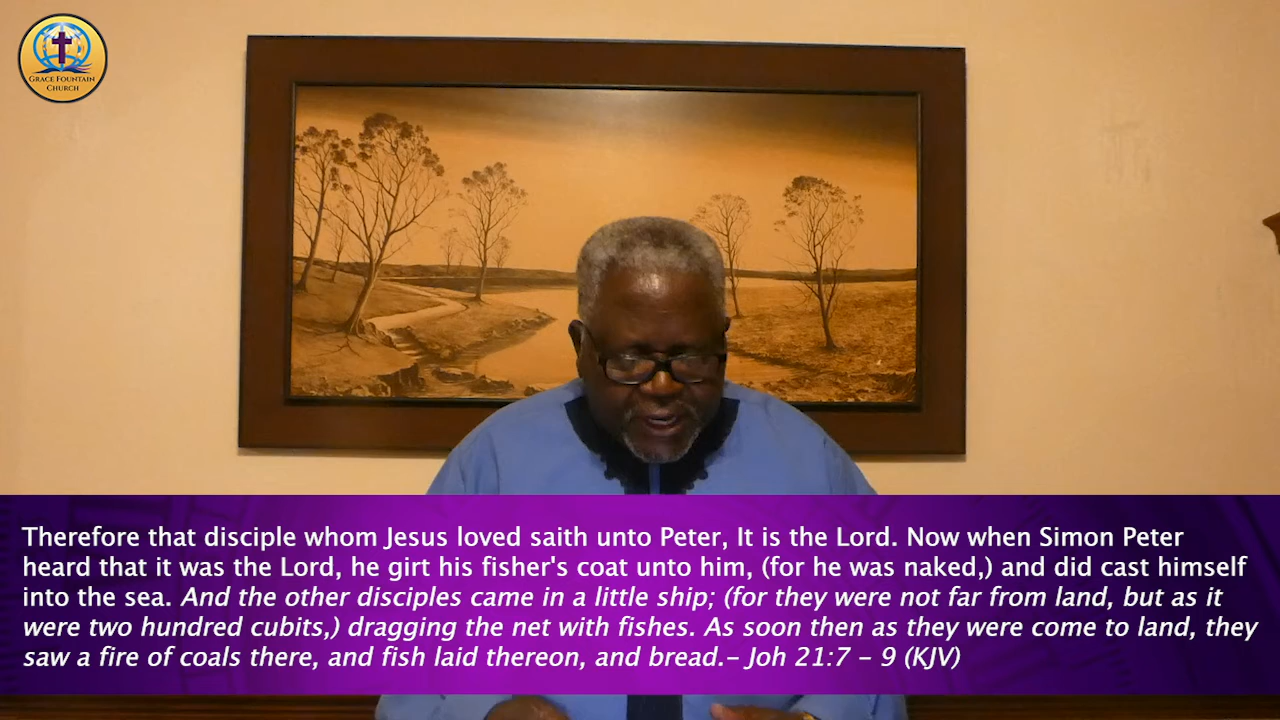 GRACE FOUNTAIN
CHURCH
Therefore that disciple whom Jesus loved saith unto Peter, It is the Lord. Now when Simon Peter
heard that it was the Lord, he girt his fisher's coat unto him, (for he was naked,) and did cast himself
into the sea. And the other disciples came in a little ship; (for they were not far from land, but as it
were two hundred cubits,) dragging the net with fishes. As soon then as they were come to land, they
saw a fire of coals there, and fish laid thereon, and bread.– Joh 21:7 – 9 (KJV)